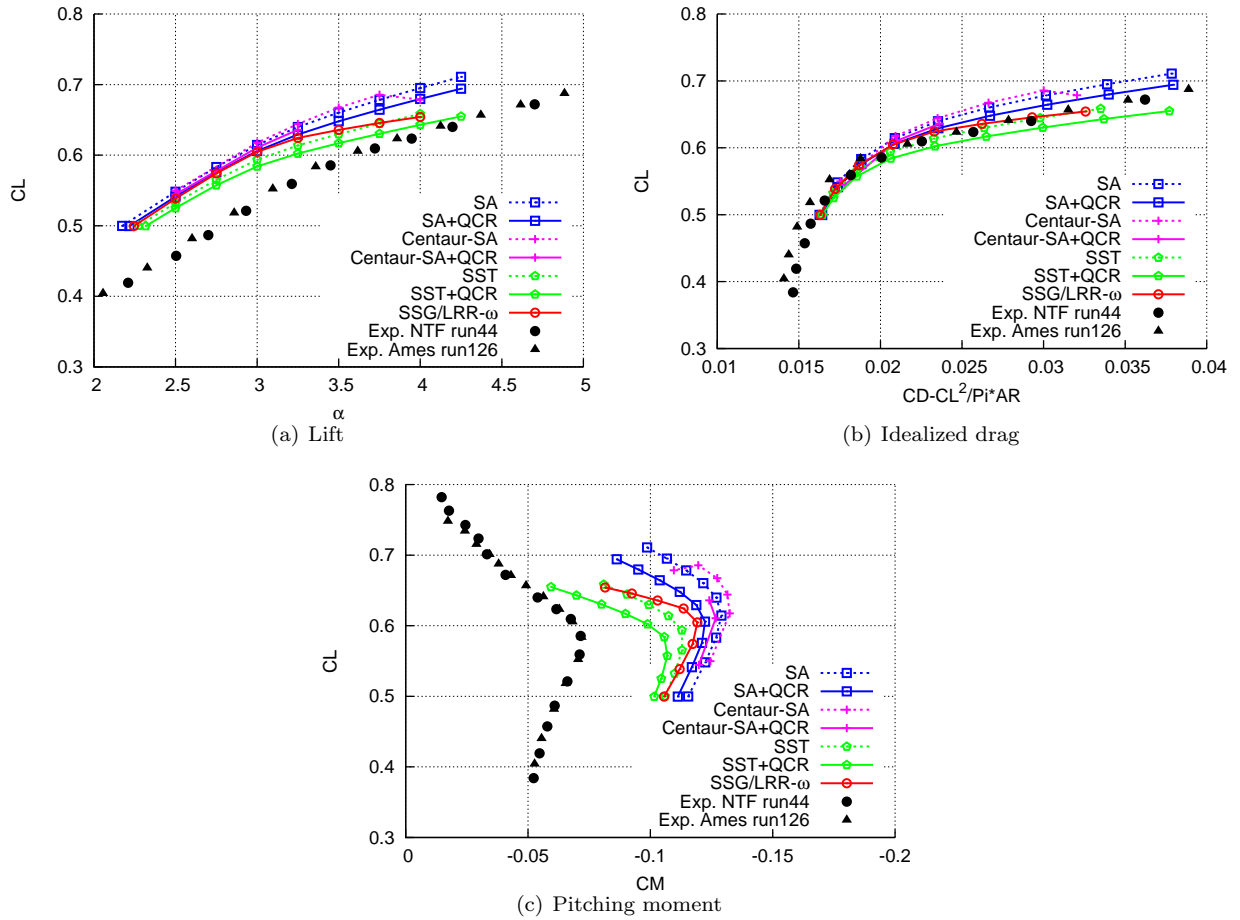 0.8
0.7
0.6
0.5
0.4
0.3
CL
2
2.5
3
3.5
4
4.5
5
α
SA
SA+QCR
Centaur-SA
Centaur-SA+QCR
SST
SST+QCR
SSG/LRR-ω
Exp. NTF run44
Exp. Ames run126
(a) Lift
0.8
0.7
0.6
0.5
0.4
0.3
CL
0.01
0.015
0.02
0.025
0.03
0.035
0.04
CD-CL²/Pi*AR
SA
SA+QCR
Centaur-SA
Centaur-SA+QCR
SST
SST+QCR
SSG/LRR-ω
Exp. NTF run44
Exp. Ames run126
(b) Idealized drag
0.8
0.7
0.6
0.5
0.4
0.3
CL
0
-0.05
-0.1
-0.15
-0.2
CM
SA
SA+QCR
Centaur-SA
Centaur-SA+QCR
SST
SST+QCR
SSG/LRR-ω
Exp. NTF run44
Exp. Ames run126
(c) Pitching moment